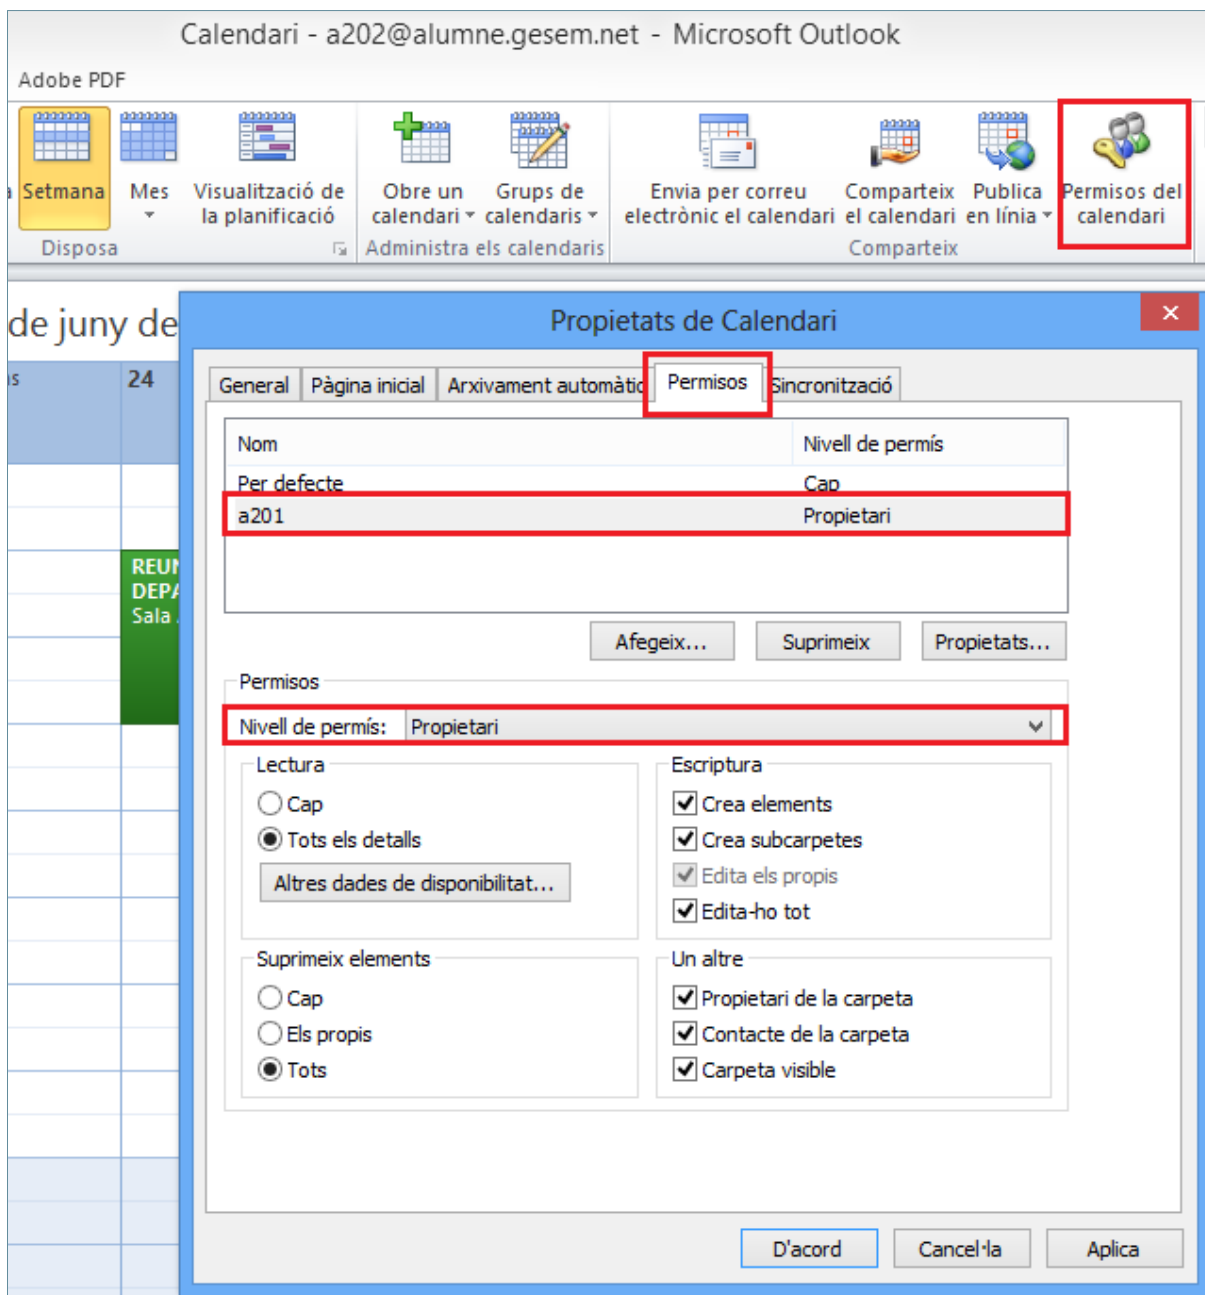 Calendari - a202@alumne.gesem.net - Microsoft Outlook
Adobe PDF
a Setmana Mes Visualització de Obre un Grups de Envia per correu Comparteix Publica Permisos del
la planificació calendari calendaris electrònic el calendari el calendari en línia calendari
Disposa Administra els calendaris Comparteix
de juny de
Propietats de Calendari
24
General Pàgina inicial Arxivament automàtic Permisos Sincronització
Nom Nivell de permís
Per defecte Cap
a201 Propietari
REUN
DEPA
Sala
Afegeix... Suprimeix Propietats...
Permisos
Nivell de permís: Propietari
Lectura
Cap
Tots els detalls
Altres dades de disponibilitat...
Escriptura
Crea elements
Crea subcarpetes
Edita els propis
Edita-ho tot
Suprimeix elements
Cap
Els propis
Tots
Un altre
Propietari de la carpeta
Contacte de la carpeta
Carpeta visible
D'acord Cancel·la Aplica